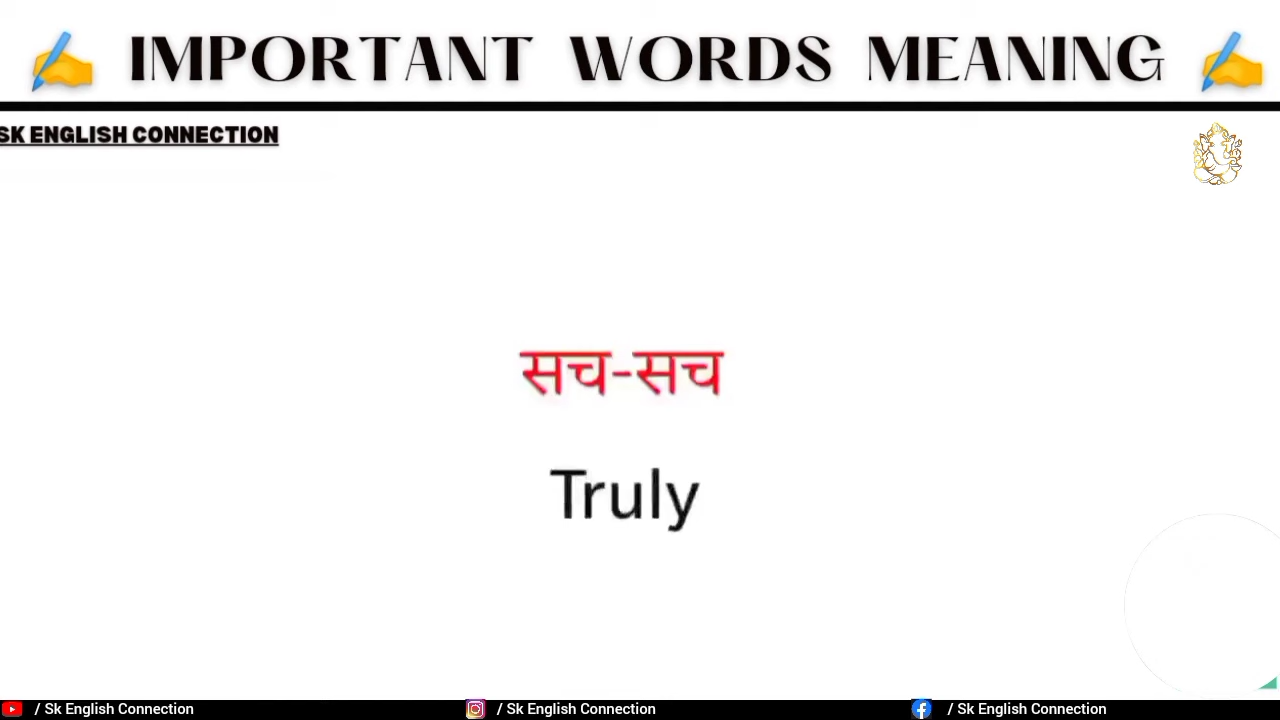 IMPORTANT WORDS MEANING
SK ENGLISH CONNECTION
सच-सच
Truly
/ Sk English Connection
/ Sk English Connection
/ Sk English Connection